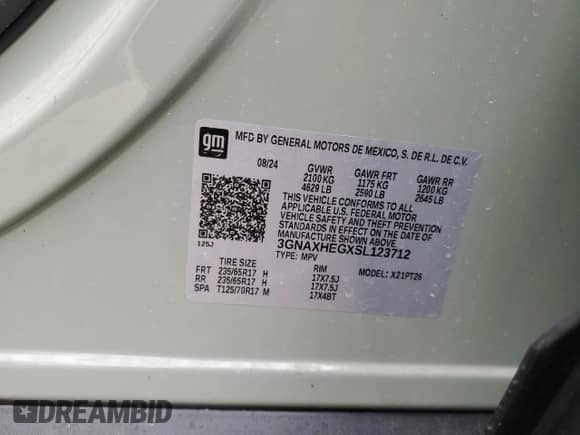 gm
MFD BY GENERAL MOTORS DE MEXICO, S. DE R.L. DE C.V.
08/24 GVWR GAWR FRT GAWR RR
2100 KG 1175 KG 1200 KG
4629 LB 2590 LB 2645 LB
THIS VEHICLE CONFORMS TO ALL
APPLICABLE U.S. FEDERAL MOTOR
VEHICLE SAFETY AND THEFT PREVENTION
STANDARDS IN EFFECT ON THE DATE OF
MANUFACTURE SHOWN ABOVE.
3GNAXHEGXSL123712
125J
TYPE: MPV
TIRE SIZE RIM MODEL: X21PT26
FRT 235/65R17 H 17X7.5J
RR 235/65R17 H 17X7.5J
SPA T125/70R17 M 17X4BT
DREAMBID